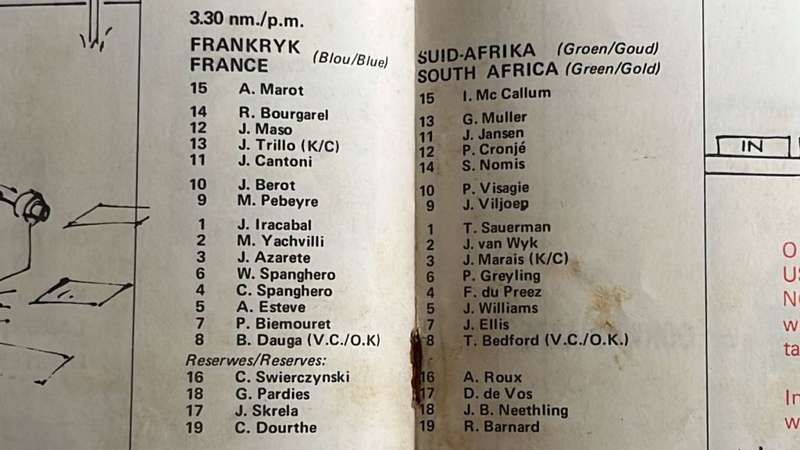 3.30 nm./p.m.
FRANKRYK
FRANCE
(Blou/Blue)
15 A. Marot
14 R. Bourgarel
12 J. Maso
13 J. Trillo (K/C)
11 J. Cantoni
10 J. Berot
9 M. Pebeyre
1 J. Iracabal
2 M. Yachvilli
3 J. Azarete
6 W. Spanghero
4 C. Spanghero
5 A. Esteve
7 P. Biemouret
8 B. Dauga (V.C./O.K)
Reserwes/Reserves:
16 C. Swierczynski
18 G. Pardies
17 J. Skrela
19 C. Dourthe
SUID-AFRIKA (Groen/Goud)
SOUTH AFRICA (Green/Gold)
15 I. Mc Callum
13 G. Muller
11 J. Jansen
12 P. Cronjé
14 S. Nomis
10 P. Visagie
9 J. Viljoep
1 T. Sauerman
2 J. van Wyk
3 J. Marais (K/C)
6 P. Greyling
4 F. du Preez
5 J. Williams
7 J. Ellis
8 T. Bedford (V.C./O.K.)
16 A. Roux
17 D. de Vos
18 J. B. Neethling
19 R. Barnard
IN
In